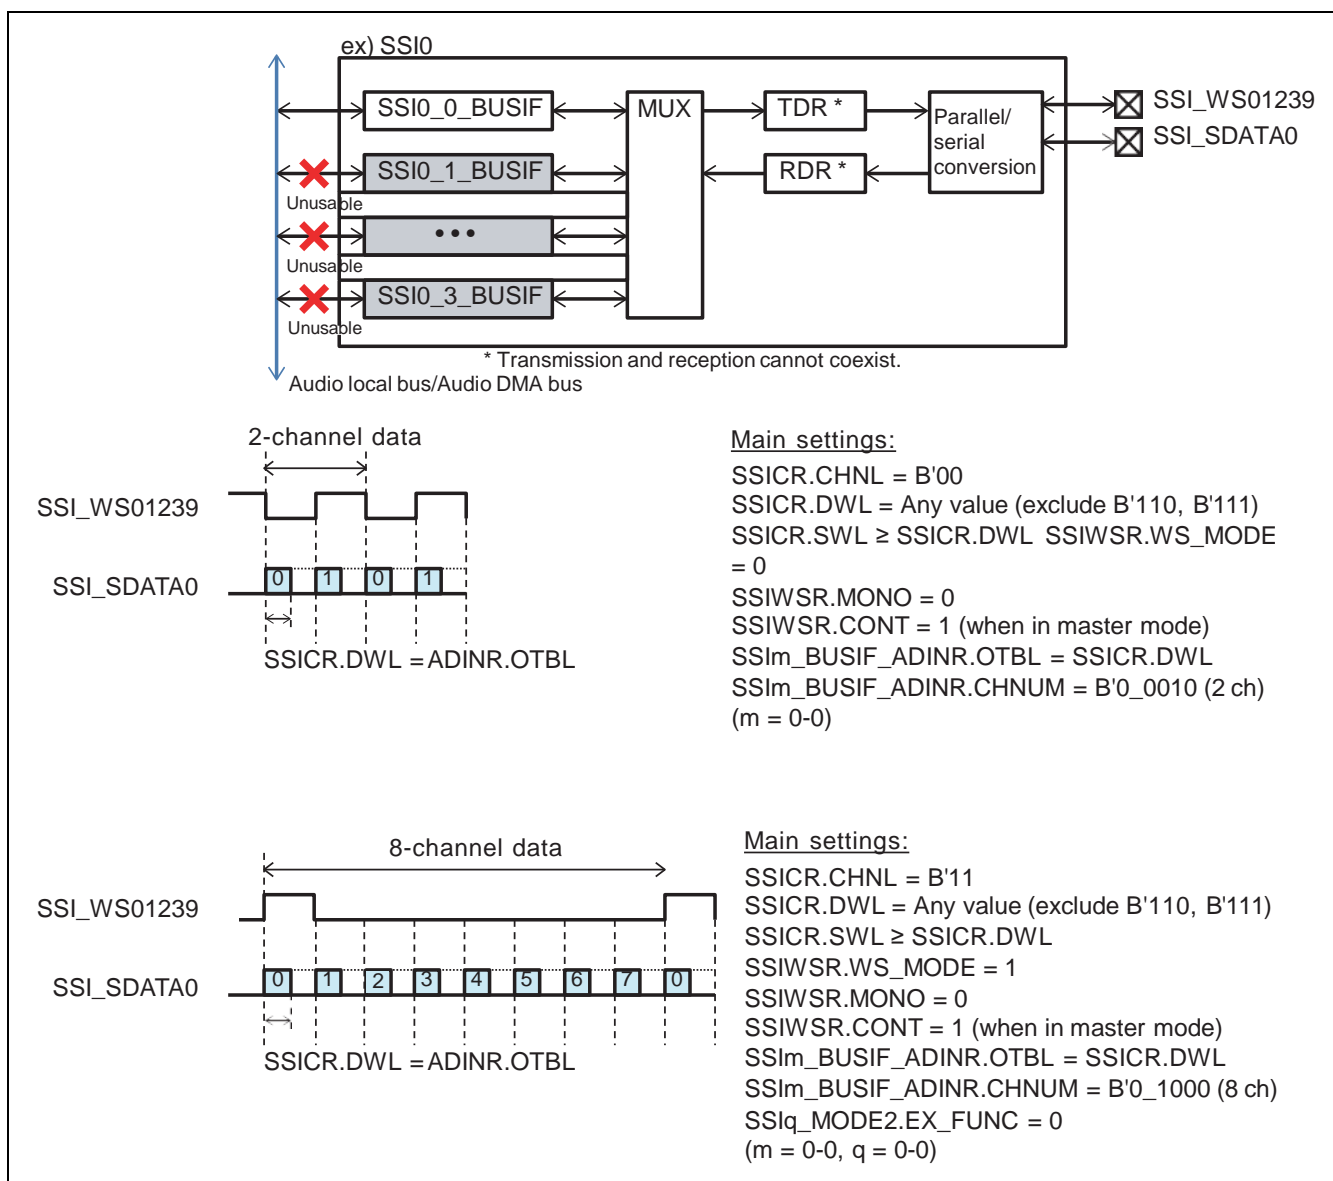 ex) SSI0
SSI0_0_BUSIF
MUX
TDR *
Parallel/
serial
conversion
SSI_WS01239
SSI_SDATA0
SSI0_1_BUSIF
RDR *
Unusable
•••
Unusable
SSI0_3_BUSIF
Unusable
* Transmission and reception cannot coexist.
Audio local bus/Audio DMA bus
2-channel data
SSI_WS01239
SSI_SDATA0
0 1 0 1
SSICR.DWL = ADINR.OTBL
Main settings:
SSICR.CHNL = B'00
SSICR.DWL = Any value (exclude B'110, B'111)
SSICR.SWL ≥ SSICR.DWL SSIWSR.WS_MODE
= 0
SSIWSR.MONO = 0
SSIWSR.CONT = 1 (when in master mode)
SSIm_BUSIF_ADINR.OTBL = SSICR.DWL
SSIm_BUSIF_ADINR.CHNUM = B'0_0010 (2 ch)
(m = 0-0)
8-channel data
SSI_WS01239
SSI_SDATA0
0 1 2 3 4 5 6 7 0
SSICR.DWL = ADINR.OTBL
Main settings:
SSICR.CHNL = B'11
SSICR.DWL = Any value (exclude B'110, B'111)
SSICR.SWL ≥ SSICR.DWL
SSIWSR.WS_MODE = 1
SSIWSR.MONO = 0
SSIWSR.CONT = 1 (when in master mode)
SSIm_BUSIF_ADINR.OTBL = SSICR.DWL
SSIm_BUSIF_ADINR.CHNUM = B'0_1000 (8 ch)
SSIq_MODE2.EX_FUNC = 0
(m = 0-0, q = 0-0)